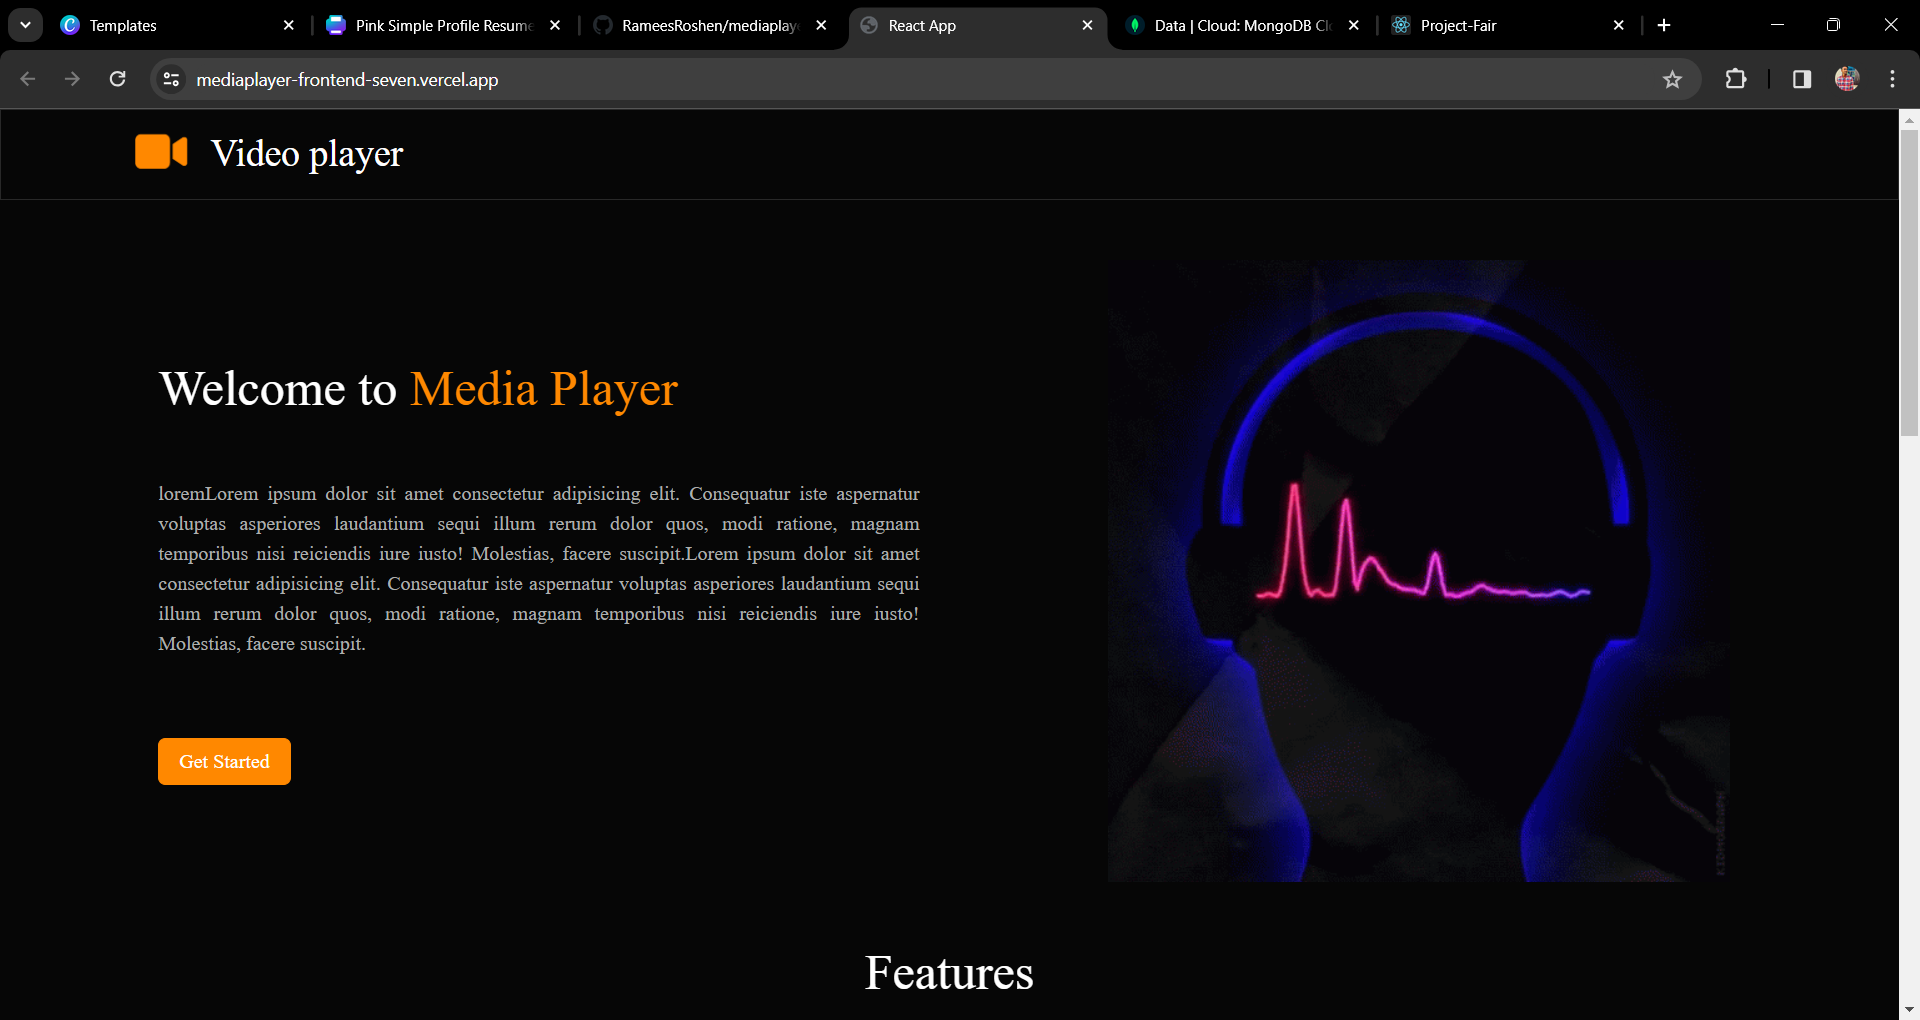 Templates
Pink Simple Profile Resume
RameesRoshen/mediaplaye
React App
Data | Cloud: MongoDB Clo
Project-Fair
mediaplayer-frontend-seven.vercel.app
Video player
Welcome to Media Player
loremLorem ipsum dolor sit amet consectetur adipisicing elit. Consequatur iste aspernatur
voluptas asperiores laudantium sequi illum rerum dolor quos, modi ratione, magnam
temporibus nisi reiciendis iure iusto! Molestias, facere suscipit.Lorem ipsum dolor sit amet
consectetur adipisicing elit. Consequatur iste aspernatur voluptas asperiores laudantium sequi
illum rerum dolor quos, modi ratione, magnam temporibus nisi reiciendis iure iusto!
Molestias, facere suscipit.
Get Started
KIDMOGRAPH
Features